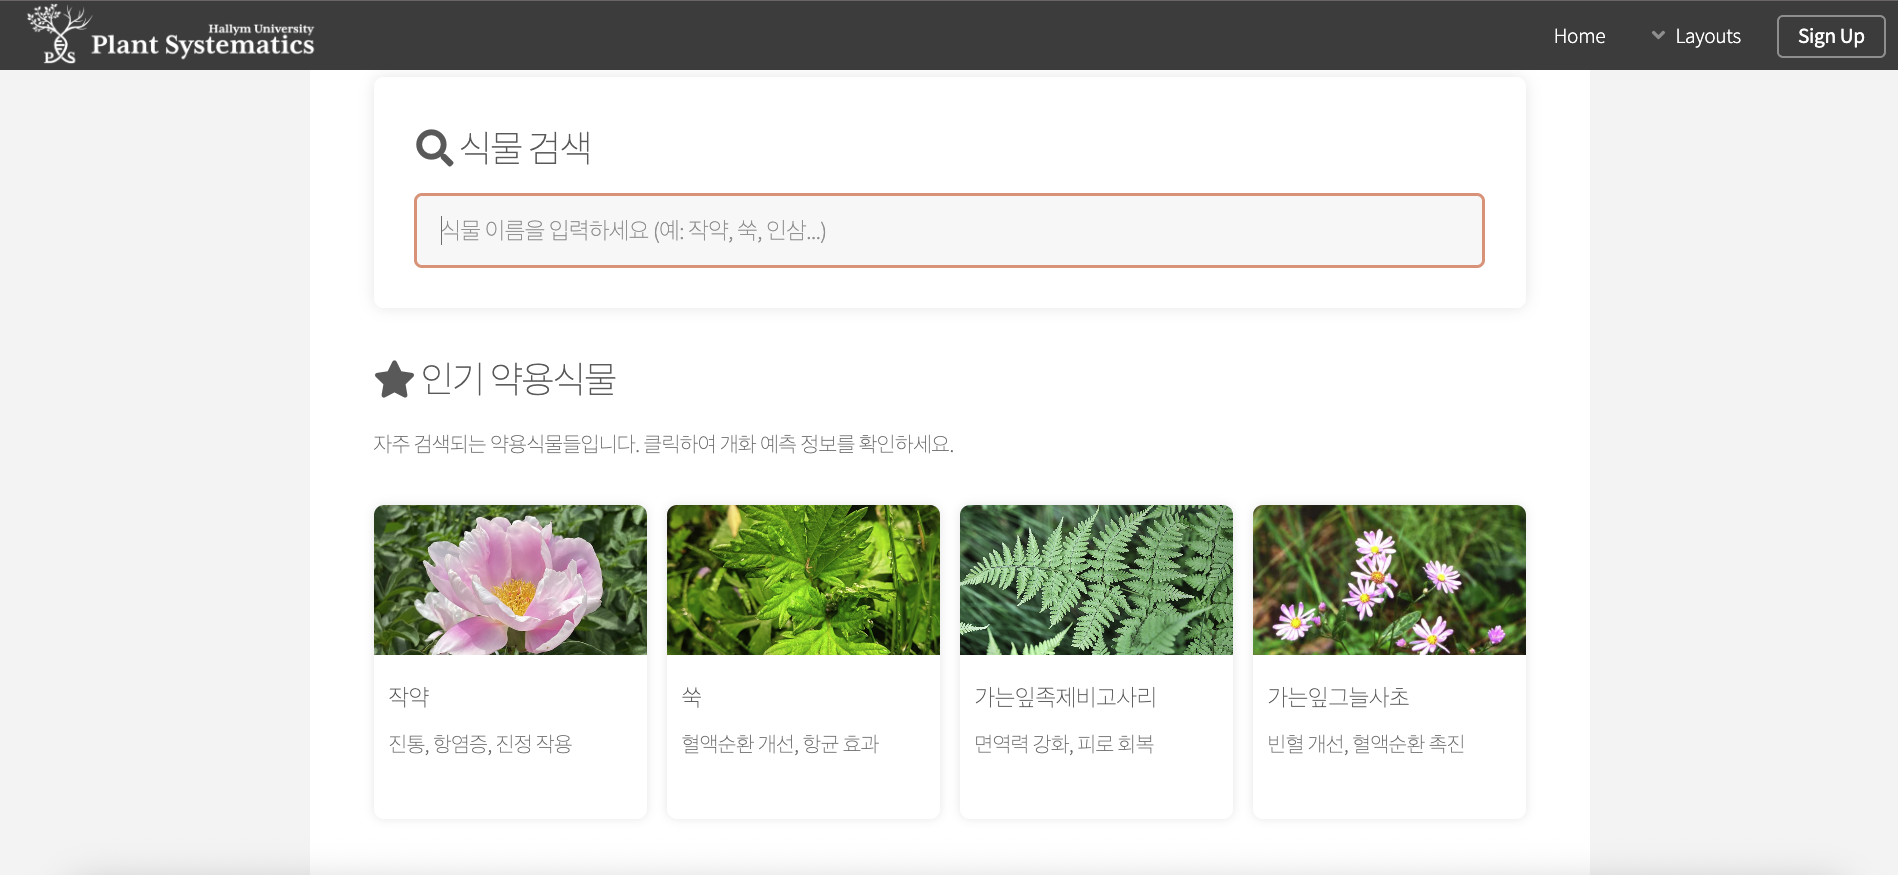 Hallym University
Plant Systematics
PXS
Home
Layouts
Sign Up
식물 검색
식물 이름을 입력하세요 (예: 작약, 쑥, 인삼...)
인기 약용식물
자주 검색되는 약용식물들입니다. 클릭하여 개화 예측 정보를 확인하세요.
작약
진통, 항염증, 진정 작용
쑥
혈액순환 개선, 항균 효과
가는잎족제비고사리
면역력 강화, 피로 회복
가는잎그늘사초
빈혈 개선, 혈액순환 촉진